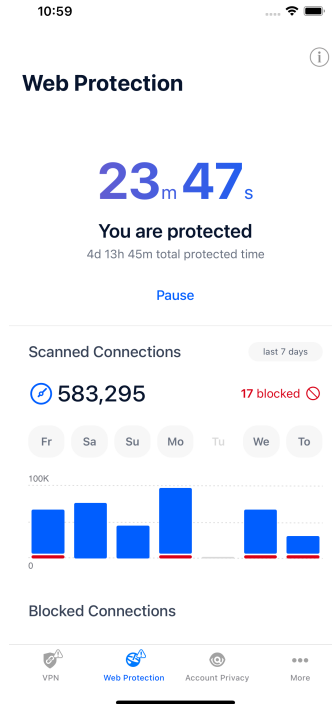 10:59
Web Protection
23m 47s
You are protected
4d 13h 45m total protected time
Pause
Scanned Connections
last 7 days
583,295
17 blocked
Fr Sa Su Mo Tu We To
100K
0
Blocked Connections
VPN Web Protection Account Privacy More